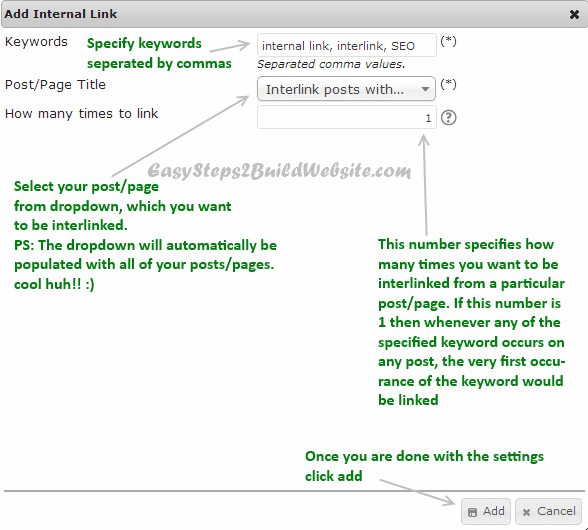 Add Internal Link
Keywords
Specify keywords
seperated by commas
internal link, interlink, SEO
(*)
Separated comma values.
Post/Page Title
Interlink posts with...
(*)
How many times to link
1
?
EasySteps2BuildWebsite.com
Select your post/page
from dropdown, which you want
to be interlinked.
PS: The dropdown will automatically be
populated with all of your posts/pages.
cool huh!! :)
This number specifies how
many times you want to be
interlinked from a particular
post/page. If this number is
1 then whenever any of the
specified keyword occurs on
any post, the very first occu-
rance of the keyword would
be linked
Once you are done with the settings
click add
Add
Cancel